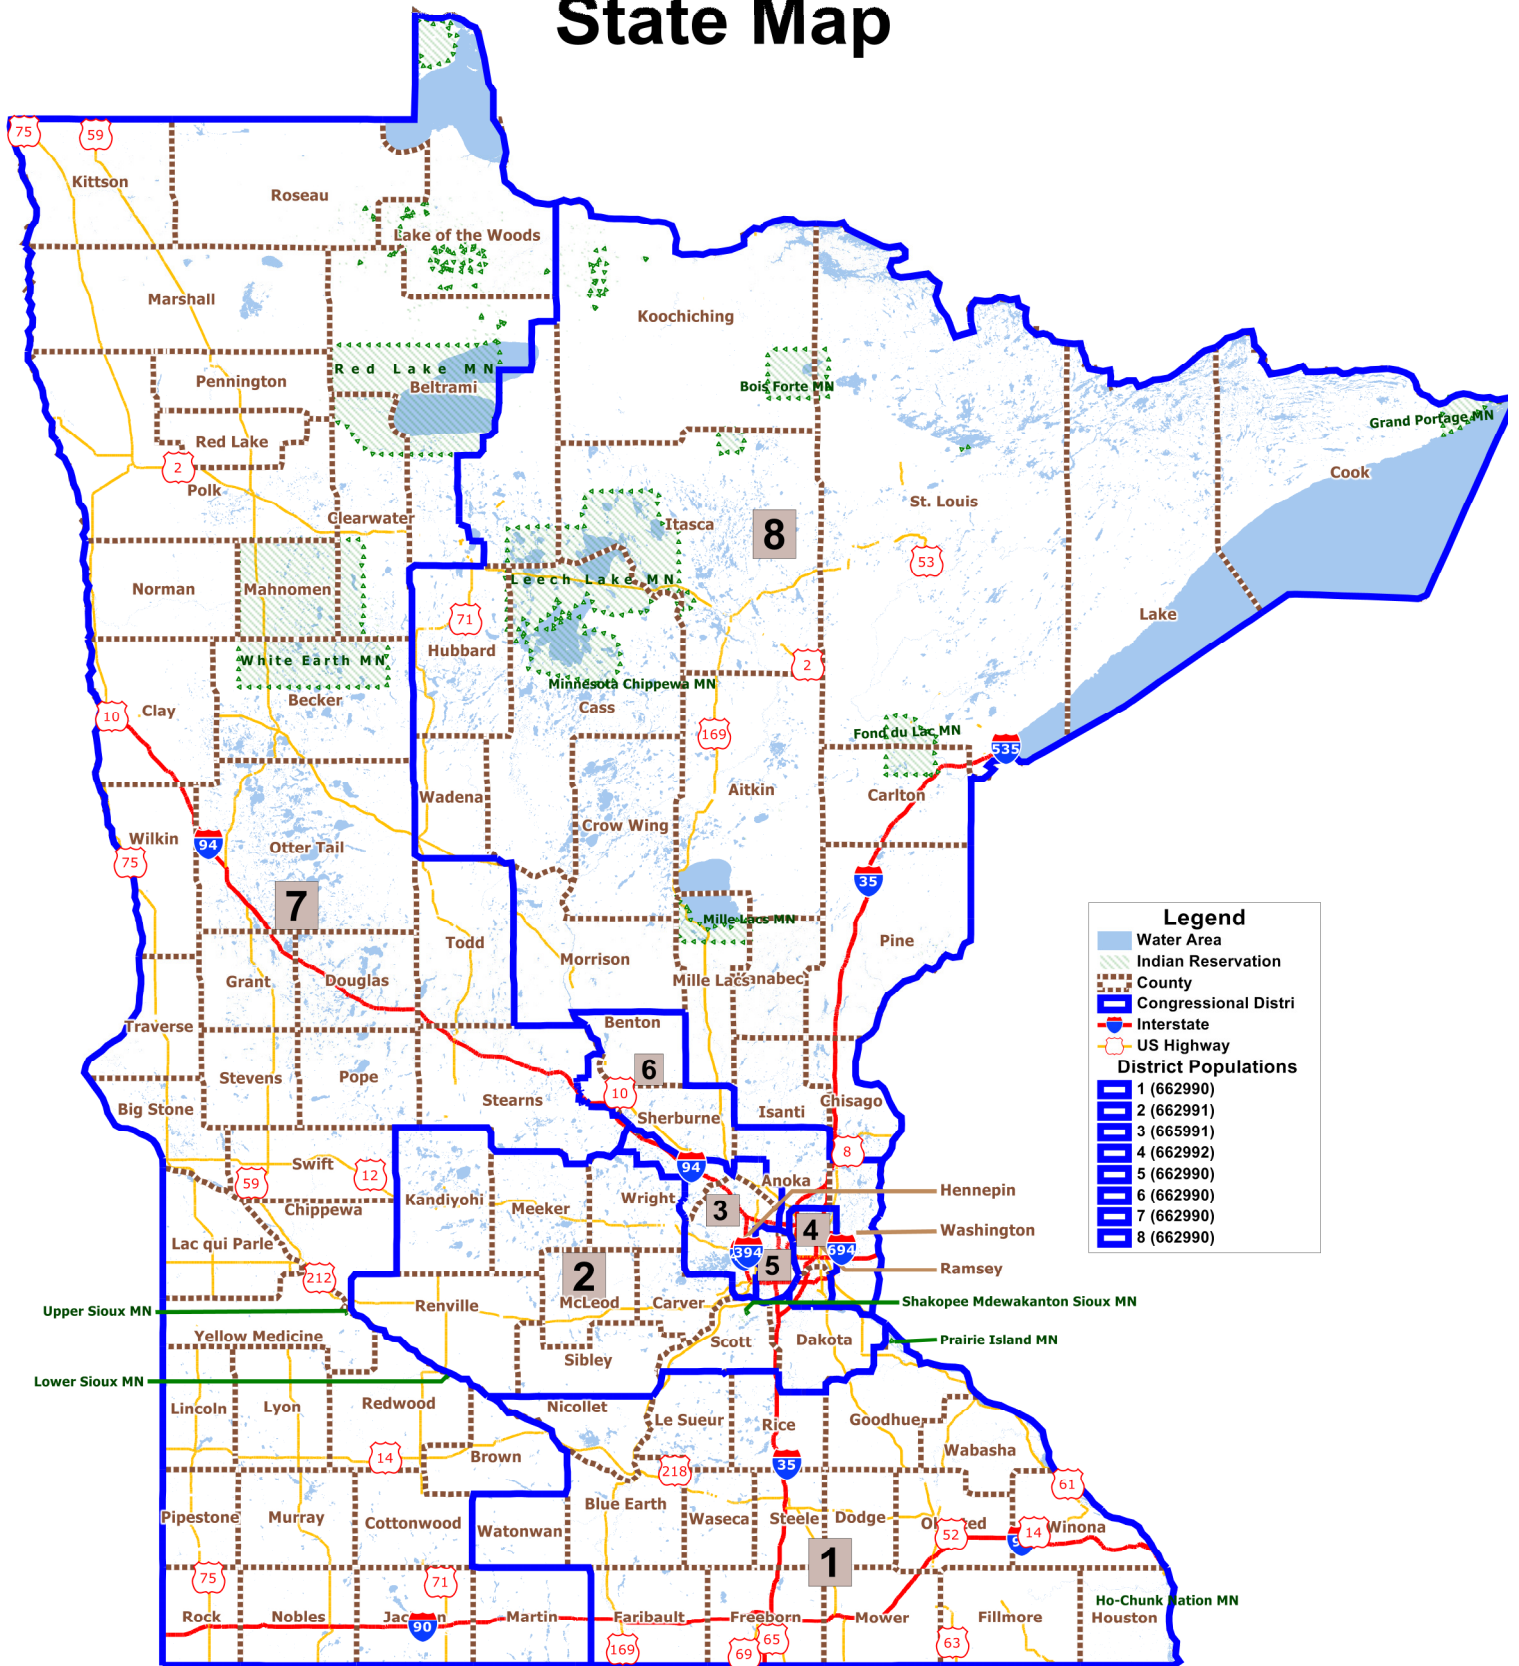 State Map
75
59
Kittson
Roseau
Lake of the Woods
Marshall
Koochiching
Red Lake MN
Pennington
Beltrami
Bois Forte MN
Grand Portage MN
Red Lake
2
Polk
Cook
Clearwater
Itasca
8
St. Louis
53
Norman
Mahnomen
Leech Lake MN
71
Hubbard
Lake
White Earth MN
2
Becker
Minnesota Chippewa MN
Cass
10
Clay
169
Fond du Lac MN
535
Wadena
Aitkin
Carlton
Crow Wing
Wilkin
94
Otter Tail
75
35
7
Mille Lacs MN
Todd
Pine
Morrison
Grant
Douglas
Mille Lacs
Kanabec
Traverse
Benton
Stevens
Pope
6
10
Big Stone
Stearns
Sherburne
Isanti
Chisago
8
Swift
12
59
94
Anoka
Hennepin
Kandiyohi
Wright
Meeker
3
Chippewa
4
Washington
Lac qui Parle
394
694
5
Ramsey
212
2
Upper Sioux MN
Renville
McLeod
Carver
Shakopee Mdewakanton Sioux MN
Yellow Medicine
Scott
Dakota
Prairie Island MN
Sibley
Lower Sioux MN
Lincoln
Lyon
Redwood
Nicollet
Le Sueur
Rice
Goodhue
Wabasha
14
Brown
218
35
61
Pipestone
Murray
Cottonwood
Watonwan
Blue Earth
Waseca
Steele
Dodge
52
14
Winona
1
75
71
Ho-Chunk Nation MN
Rock
Nobles
90
Martin
Faribault
Freeborn
Mower
Fillmore
Houston
169
69
65
63
Legend
Water Area
Indian Reservation
County
Congressional Distri
Interstate
US Highway
District Populations
1 (662990)
2 (662991)
3 (665991)
4 (662992)
5 (662990)
6 (662990)
7 (662990)
8 (662990)